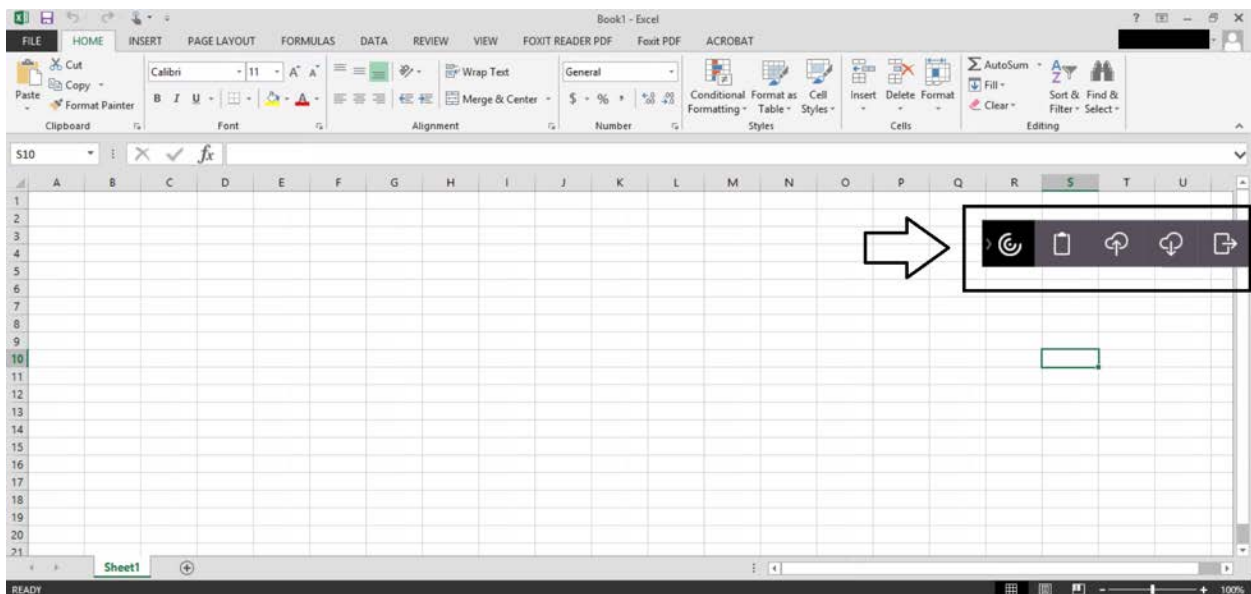 Book1 - Excel
FILE HOME INSERT PAGE LAYOUT FORMULAS DATA REVIEW VIEW FOXIT READER PDF Foxit PDF ACROBAT
Cut
Copy
Format Painter
Paste
Clipboard
Calibri 11 A A
B I U A
Font
Wrap Text
Merge & Center
Alignment
General
$ % ,
Number
Conditional Formatting
Format as Table
Cell Styles
Styles
Insert Delete Format
Cells
AutoSum
Fill
Clear
Sort & Filter
Find & Select
Editing
S10 fx
A B C D E F G H I J K L M N O P Q R S T U
1
2
3
4
5
6
7
8
9
10
11
12
13
14
15
16
17
18
19
20
21
Sheet1
READY 100%